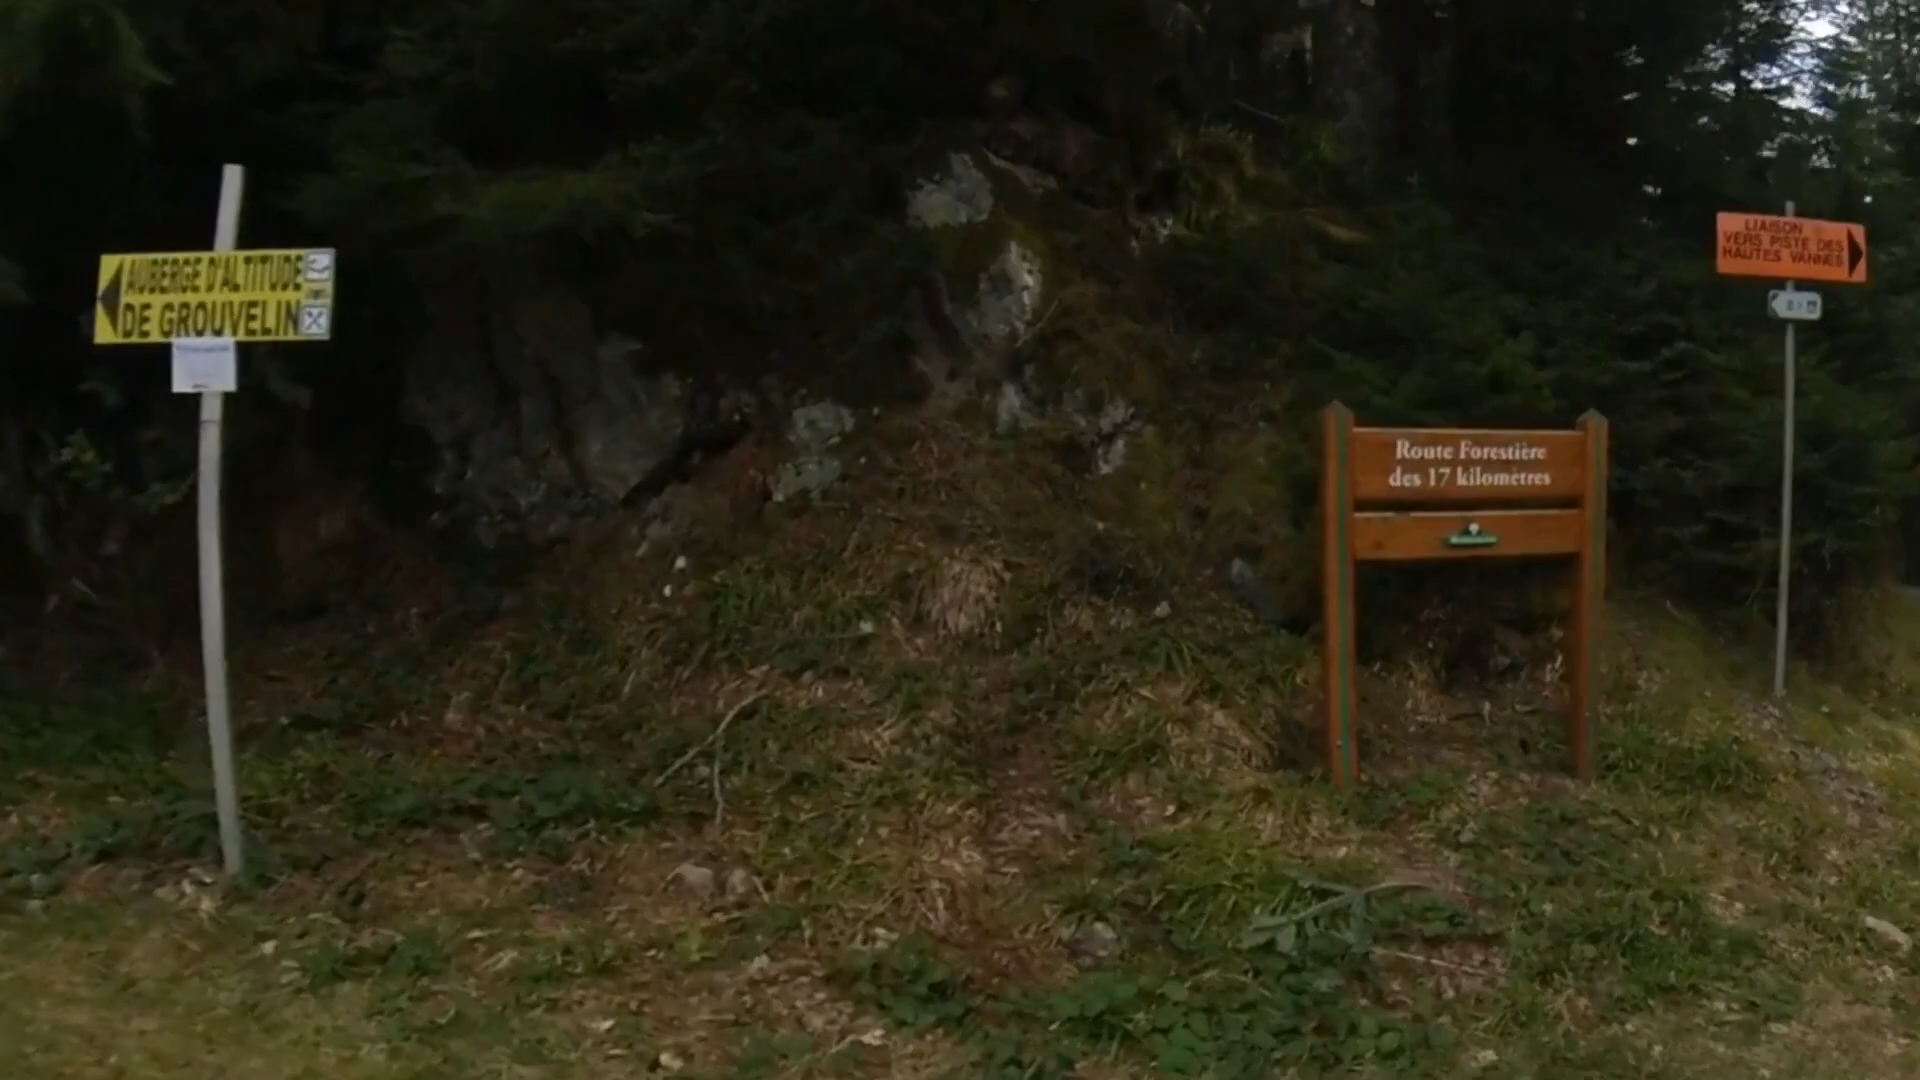 AUBERGE D'ALTITUDE
DE GROUVELIN
Route Forestière
des 17 kilomètres
LIAISON
VERS PISTE DES
HAUTES VANNES